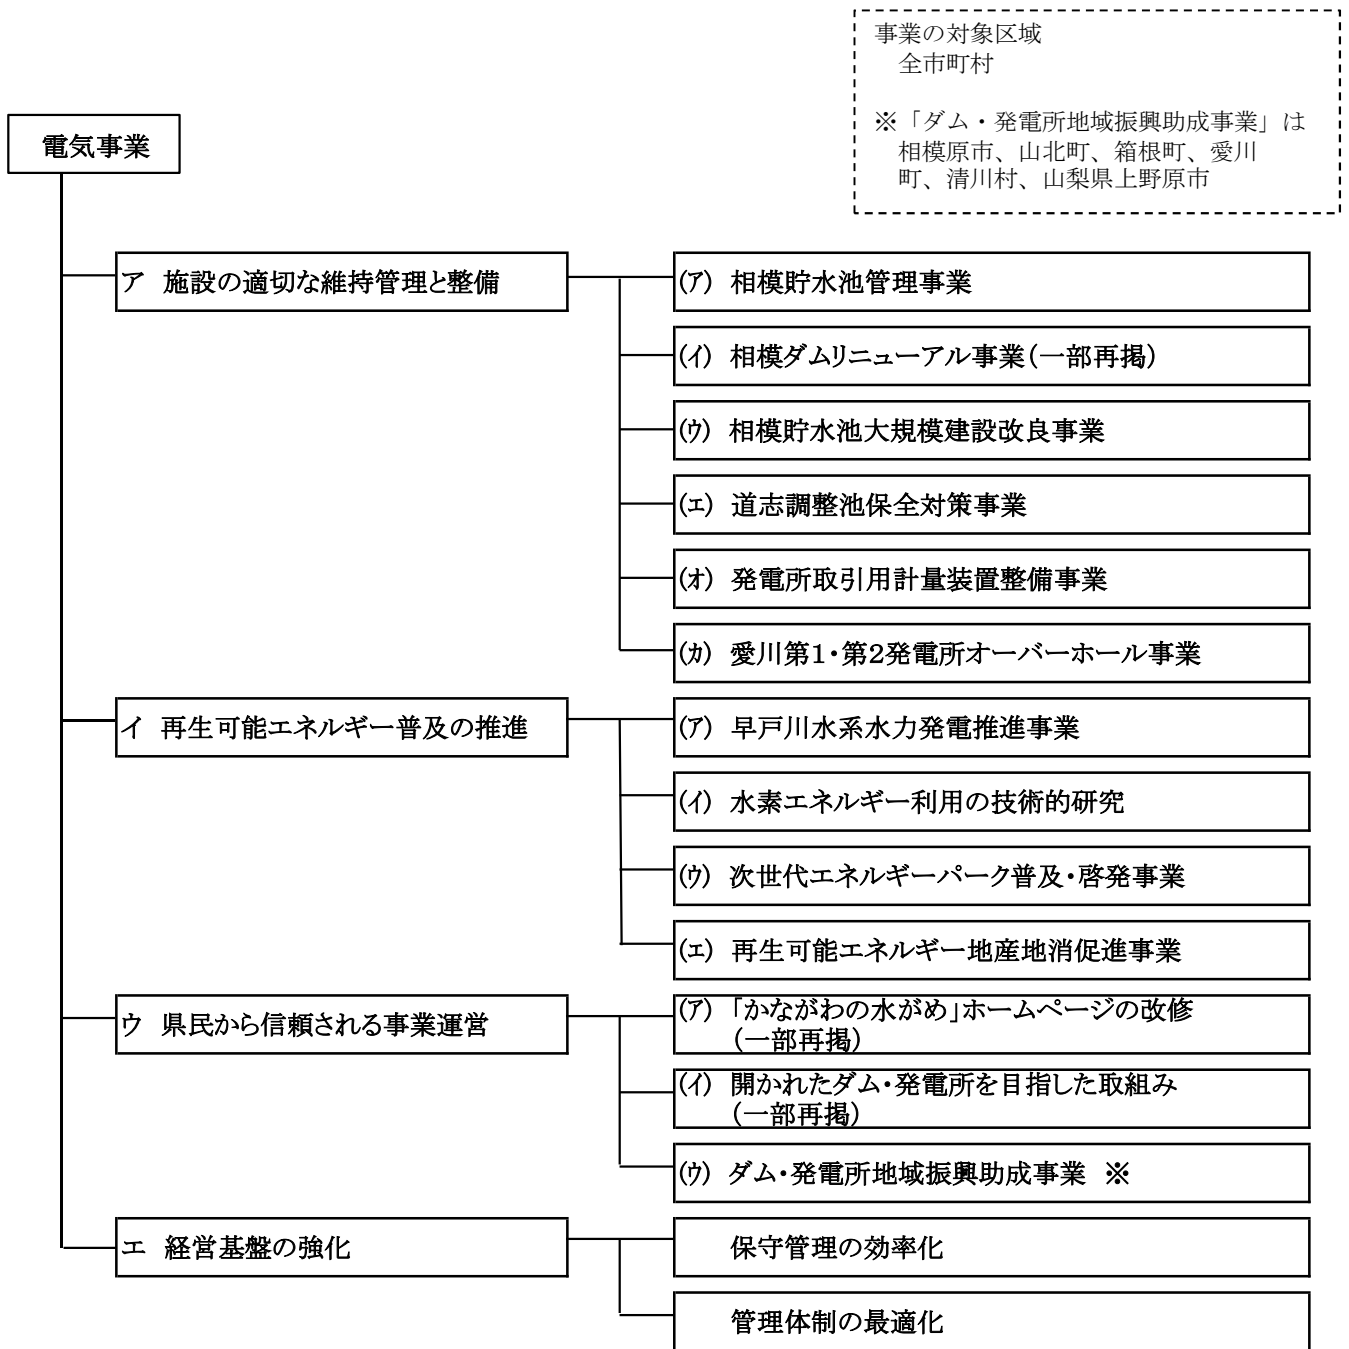 事業の対象区域
全市町村
※「ダム・発電所地域振興助成事業」は
相模原市、山北町、箱根町、愛川
町、清川村、山梨県上野原市
電気事業
ア 施設の適切な維持管理と整備
(ア) 相模貯水池管理事業
(イ) 相模ダムリニューアル事業(一部再掲)
(ウ) 相模貯水池大規模建設改良事業
(エ) 道志調整池保全対策事業
(オ) 発電所取引用計量装置整備事業
(カ) 愛川第1・第2発電所オーバーホール事業
イ 再生可能エネルギー普及の推進
(ア) 早戸川水系水力発電推進事業
(イ) 水素エネルギー利用の技術的研究
(ウ) 次世代エネルギーパーク普及・啓発事業
(エ) 再生可能エネルギー地産地消促進事業
ウ 県民から信頼される事業運営
(ア) 「かながわの水がめ」ホームページの改修
(一部再掲)
(イ) 開かれたダム・発電所を目指した取組み
(一部再掲)
(ウ) ダム・発電所地域振興助成事業 ※
エ 経営基盤の強化
保守管理の効率化
管理体制の最適化